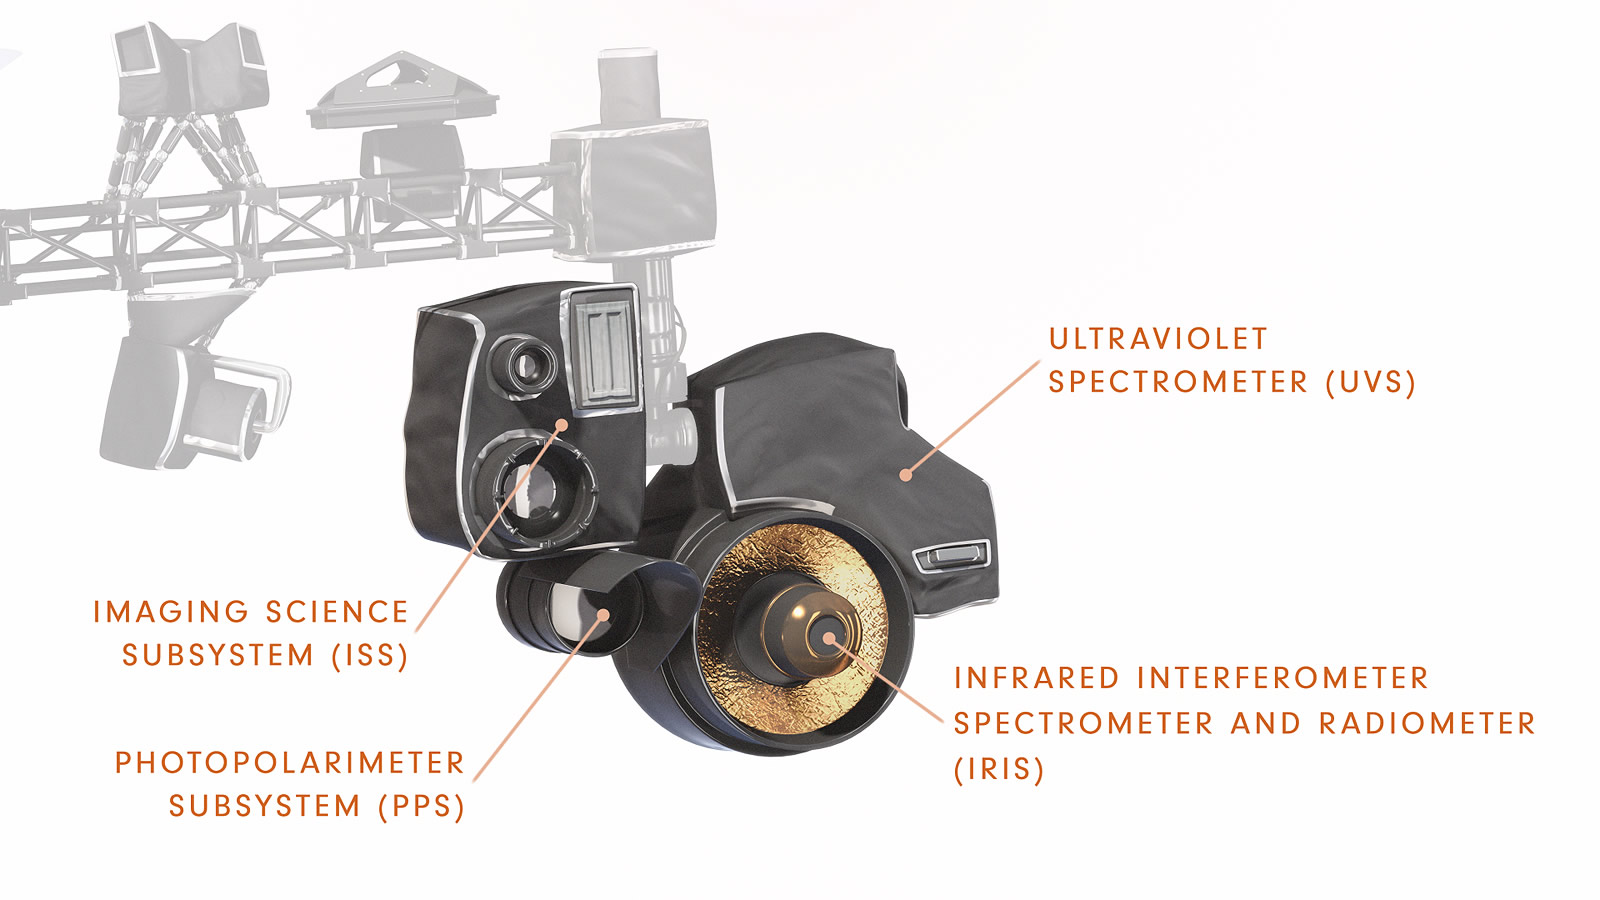 ULTRAVIOLET
SPECTROMETER (UVS)
IMAGING SCIENCE
SUBSYSTEM (ISS)
INFRARED INTERFEROMETER
SPECTROMETER AND RADIOMETER
(IRIS)
PHOTOPOLARIMETER
SUBSYSTEM (PPS)